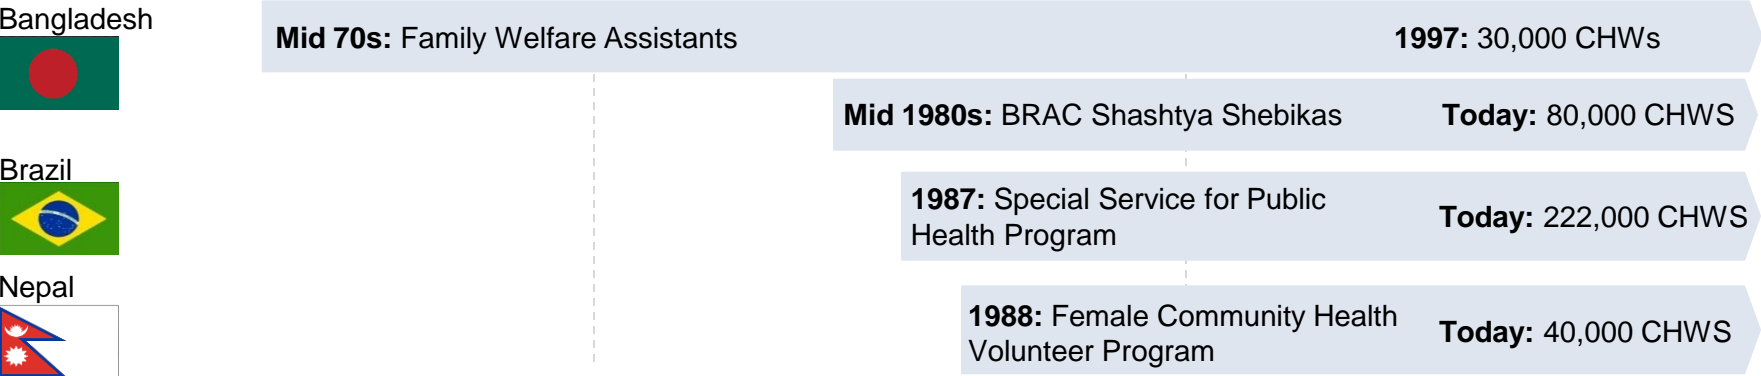 Bangladesh
Mid 70s: Family Welfare Assistants
1997: 30,000 CHWs
Mid 1980s: BRAC Shashtya Shebikas
Today: 80,000 CHWS
Brazil
1987: Special Service for Public
Health Program
Today: 222,000 CHWS
Nepal
1988: Female Community Health
Volunteer Program
Today: 40,000 CHWS